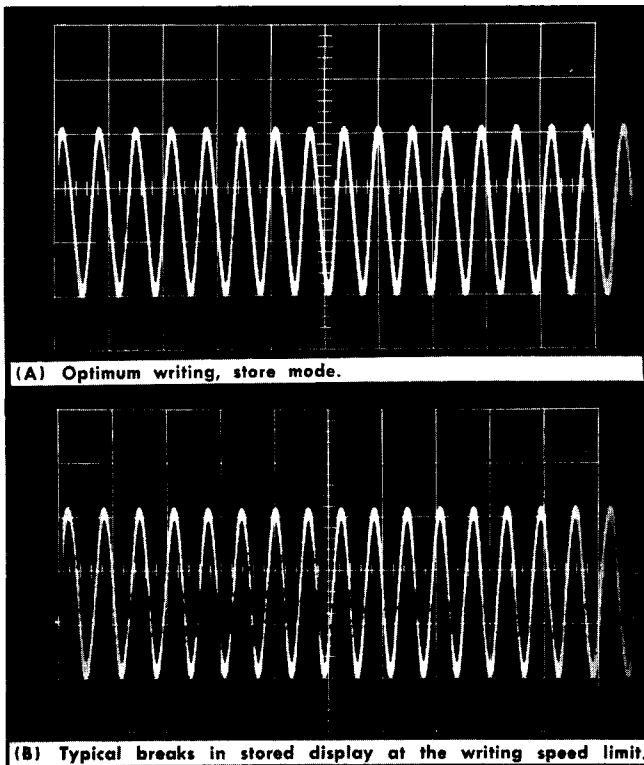 (A) Optimum writing, store mode.
(B) Typical breaks in stored display at the writing speed limit.